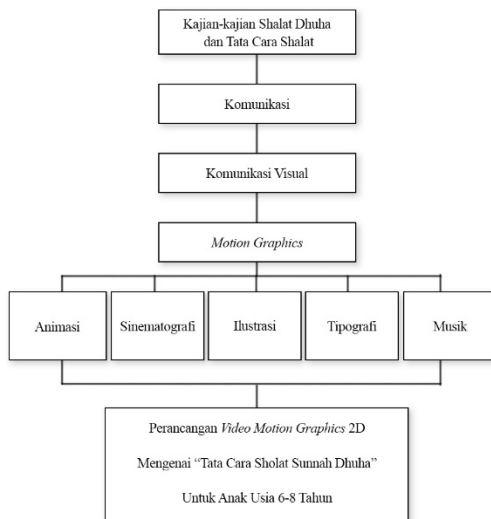 Kajian-kajian Shalat Dhuha
dan Tata Cara Shalat
Komunikasi
Komunikasi Visual
Motion Graphics
Animasi
Sinematografi
Ilustrasi
Tipografi
Musik
Perancangan Video Motion Graphics 2D
Mengenai “Tata Cara Sholat Sunnah Dhuha”
Untuk Anak Usia 6-8 Tahun